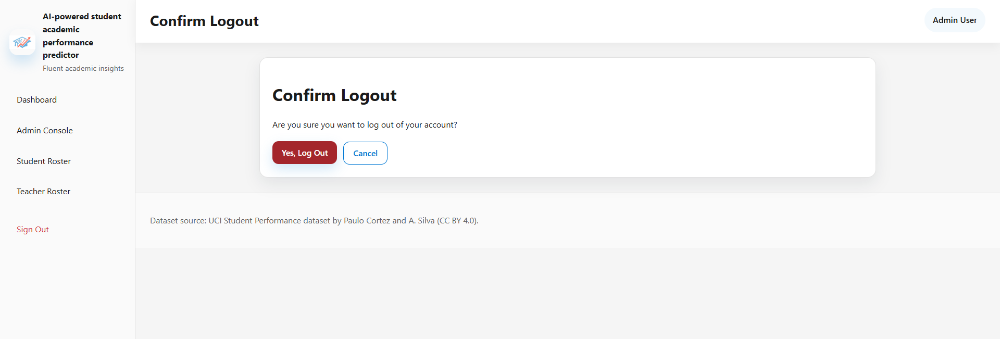 AI-powered student
academic
performance
predictor
Fluent academic insights
Dashboard
Admin Console
Student Roster
Teacher Roster
Sign Out
Confirm Logout
Admin User
Confirm Logout
Are you sure you want to log out of your account?
Yes, Log Out
Cancel
Dataset source: UCI Student Performance dataset by Paulo Cortez and A. Silva (CC BY 4.0).